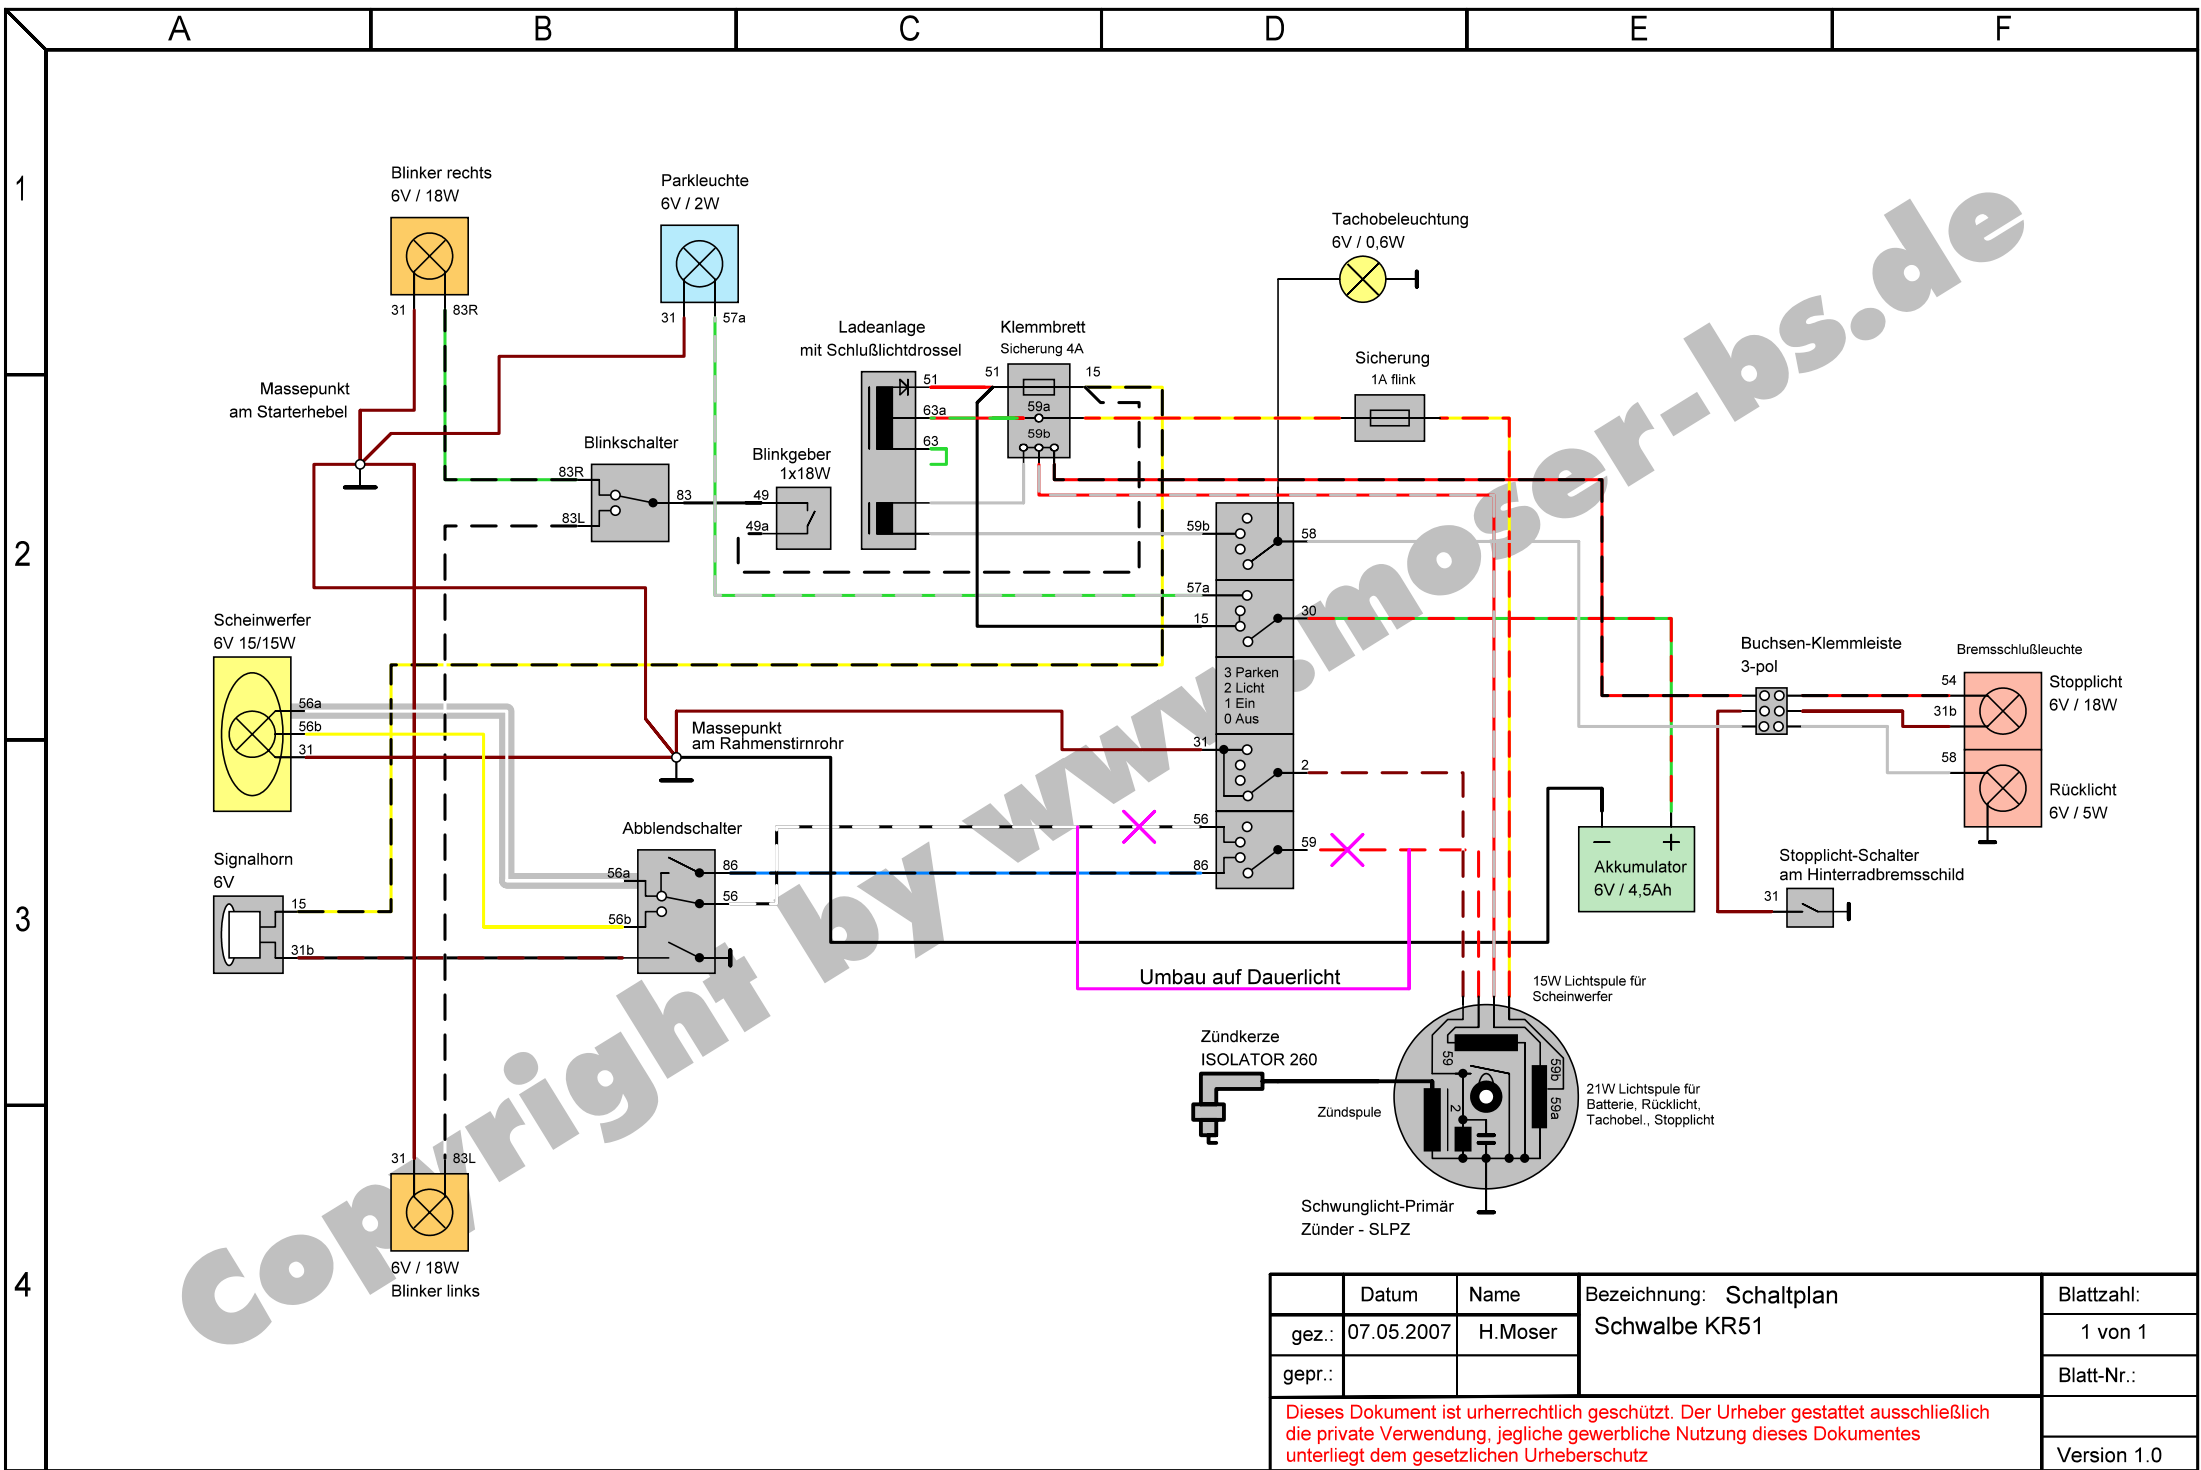 A B C D E F
1
2
3
4
Blinker rechts
6V / 18W
31
83R
Parkleuchte
6V / 2W
31
57a
Massepunkt
am Starterhebel
Blinkschalter
83R
83L
83
Blinkgeber
1x18W
49
49a
Ladeanlage
mit Schlußlichtdrossel
51
63a
63
Klemmbrett
Sicherung 4A
51
15
59a
59b
Tachobeleuchtung
6V / 0,6W
Sicherung
1A flink
59b
58
57a
15
30
3 Parken
2 Licht
1 Ein
0 Aus
31
2
56
86
59
Scheinwerfer
6V 15/15W
56a
56b
31
Massepunkt
am Rahmenstirnrohr
Signalhorn
6V
15
31b
Abblendschalter
56a
56b
86
56
Umbau auf Dauerlicht
Buchsen-Klemmleiste
3-pol
Bremsschlußleuchte
54
31b
58
Stopplicht
6V / 18W
Rücklicht
6V / 5W
Akkumulator
6V / 4,5Ah
Stopplicht-Schalter
am Hinterradbremsschild
31
15W Lichtspule für
Scheinwerfer
Zündkerze
ISOLATOR 260
Zündspule
59
59b
59a
2
21W Lichtspule für
Batterie, Rücklicht,
Tachobel., Stopplicht
Schwunglicht-Primär
Zünder - SLPZ
31
83L
6V / 18W
Blinker links
Copyright by www.moser-bs.de
Datum
Name
Bezeichnung: Schaltplan
Schwalbe KR51
Blattzahl:
1 von 1
gez.:
07.05.2007
H.Moser
gepr.:
Blatt-Nr.:
Dieses Dokument ist urherrechtlich geschützt. Der Urheber gestattet ausschließlich
die private Verwendung, jegliche gewerbliche Nutzung dieses Dokumentes
unterliegt dem gesetzlichen Urheberschutz
Version 1.0